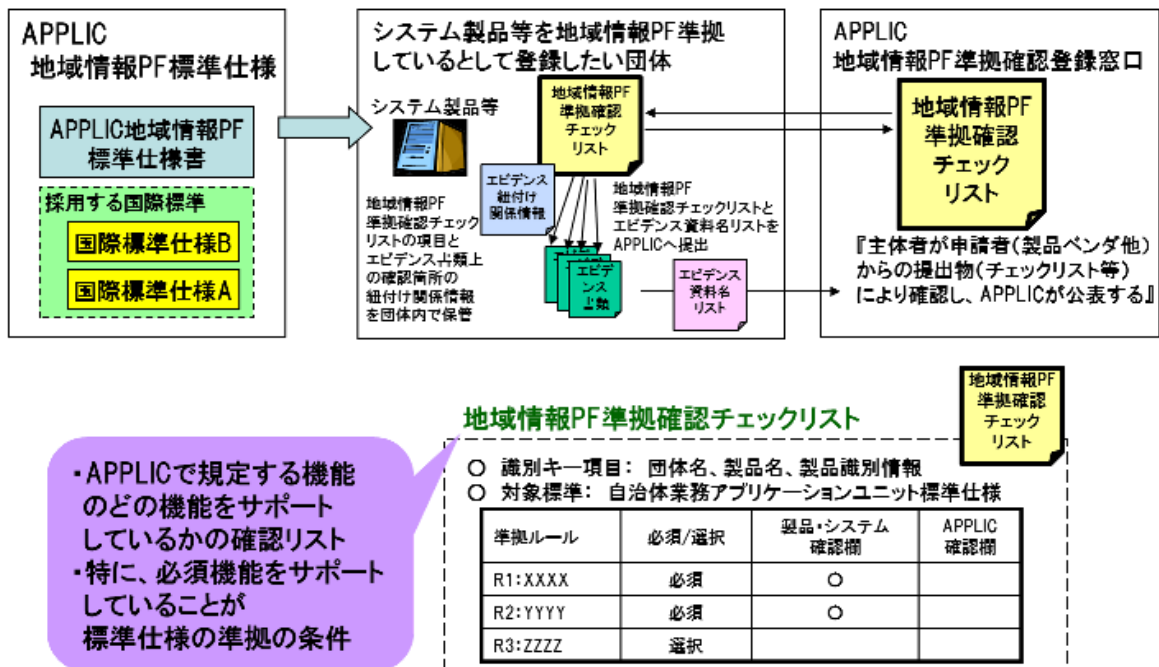 APPLIC
地域情報PF標準仕様
APPLIC地域情報PF
標準仕様書
採用する国際標準
国際標準仕様B
国際標準仕様A
システム製品等を地域情報PF準拠
しているとして登録したい団体
システム製品等
地域情報PF
準拠確認
チェック
リスト
エビデンス
紐付け
関係情報
地域情報PF
準拠確認チェック
リストの項目と
エビデンス書類上
の確認箇所の
紐付け関係情報
を団体内で保管
地域情報PF
準拠確認チェックリストと
エビデンス資料名リストを
APPLICへ提出
エビデ
ンス
書類
エビデンス
資料名
リスト
APPLIC
地域情報PF準拠確認登録窓口
地域情報PF
準拠確認
チェック
リスト
『主体者が申請者(製品ベンダ他)
からの提出物(チェックリスト等)
により確認し、APPLICが公表する』
地域情報PF
準拠確認
チェック
リスト
地域情報PF準拠確認チェックリスト
・APPLICで規定する機能
のどの機能をサポート
しているかの確認リスト
・特に、必須機能をサポート
していることが
標準仕様の準拠の条件
○ 識別キー項目: 団体名、製品名、製品識別情報
○ 対象標準: 自治体業務アプリケーションユニット標準仕様
準拠ルール 必須/選択 製品・システム確認欄 APPLIC確認欄
R1:XXXX 必須 ○
R2:YYYY 必須 ○
R3:ZZZZ 選択